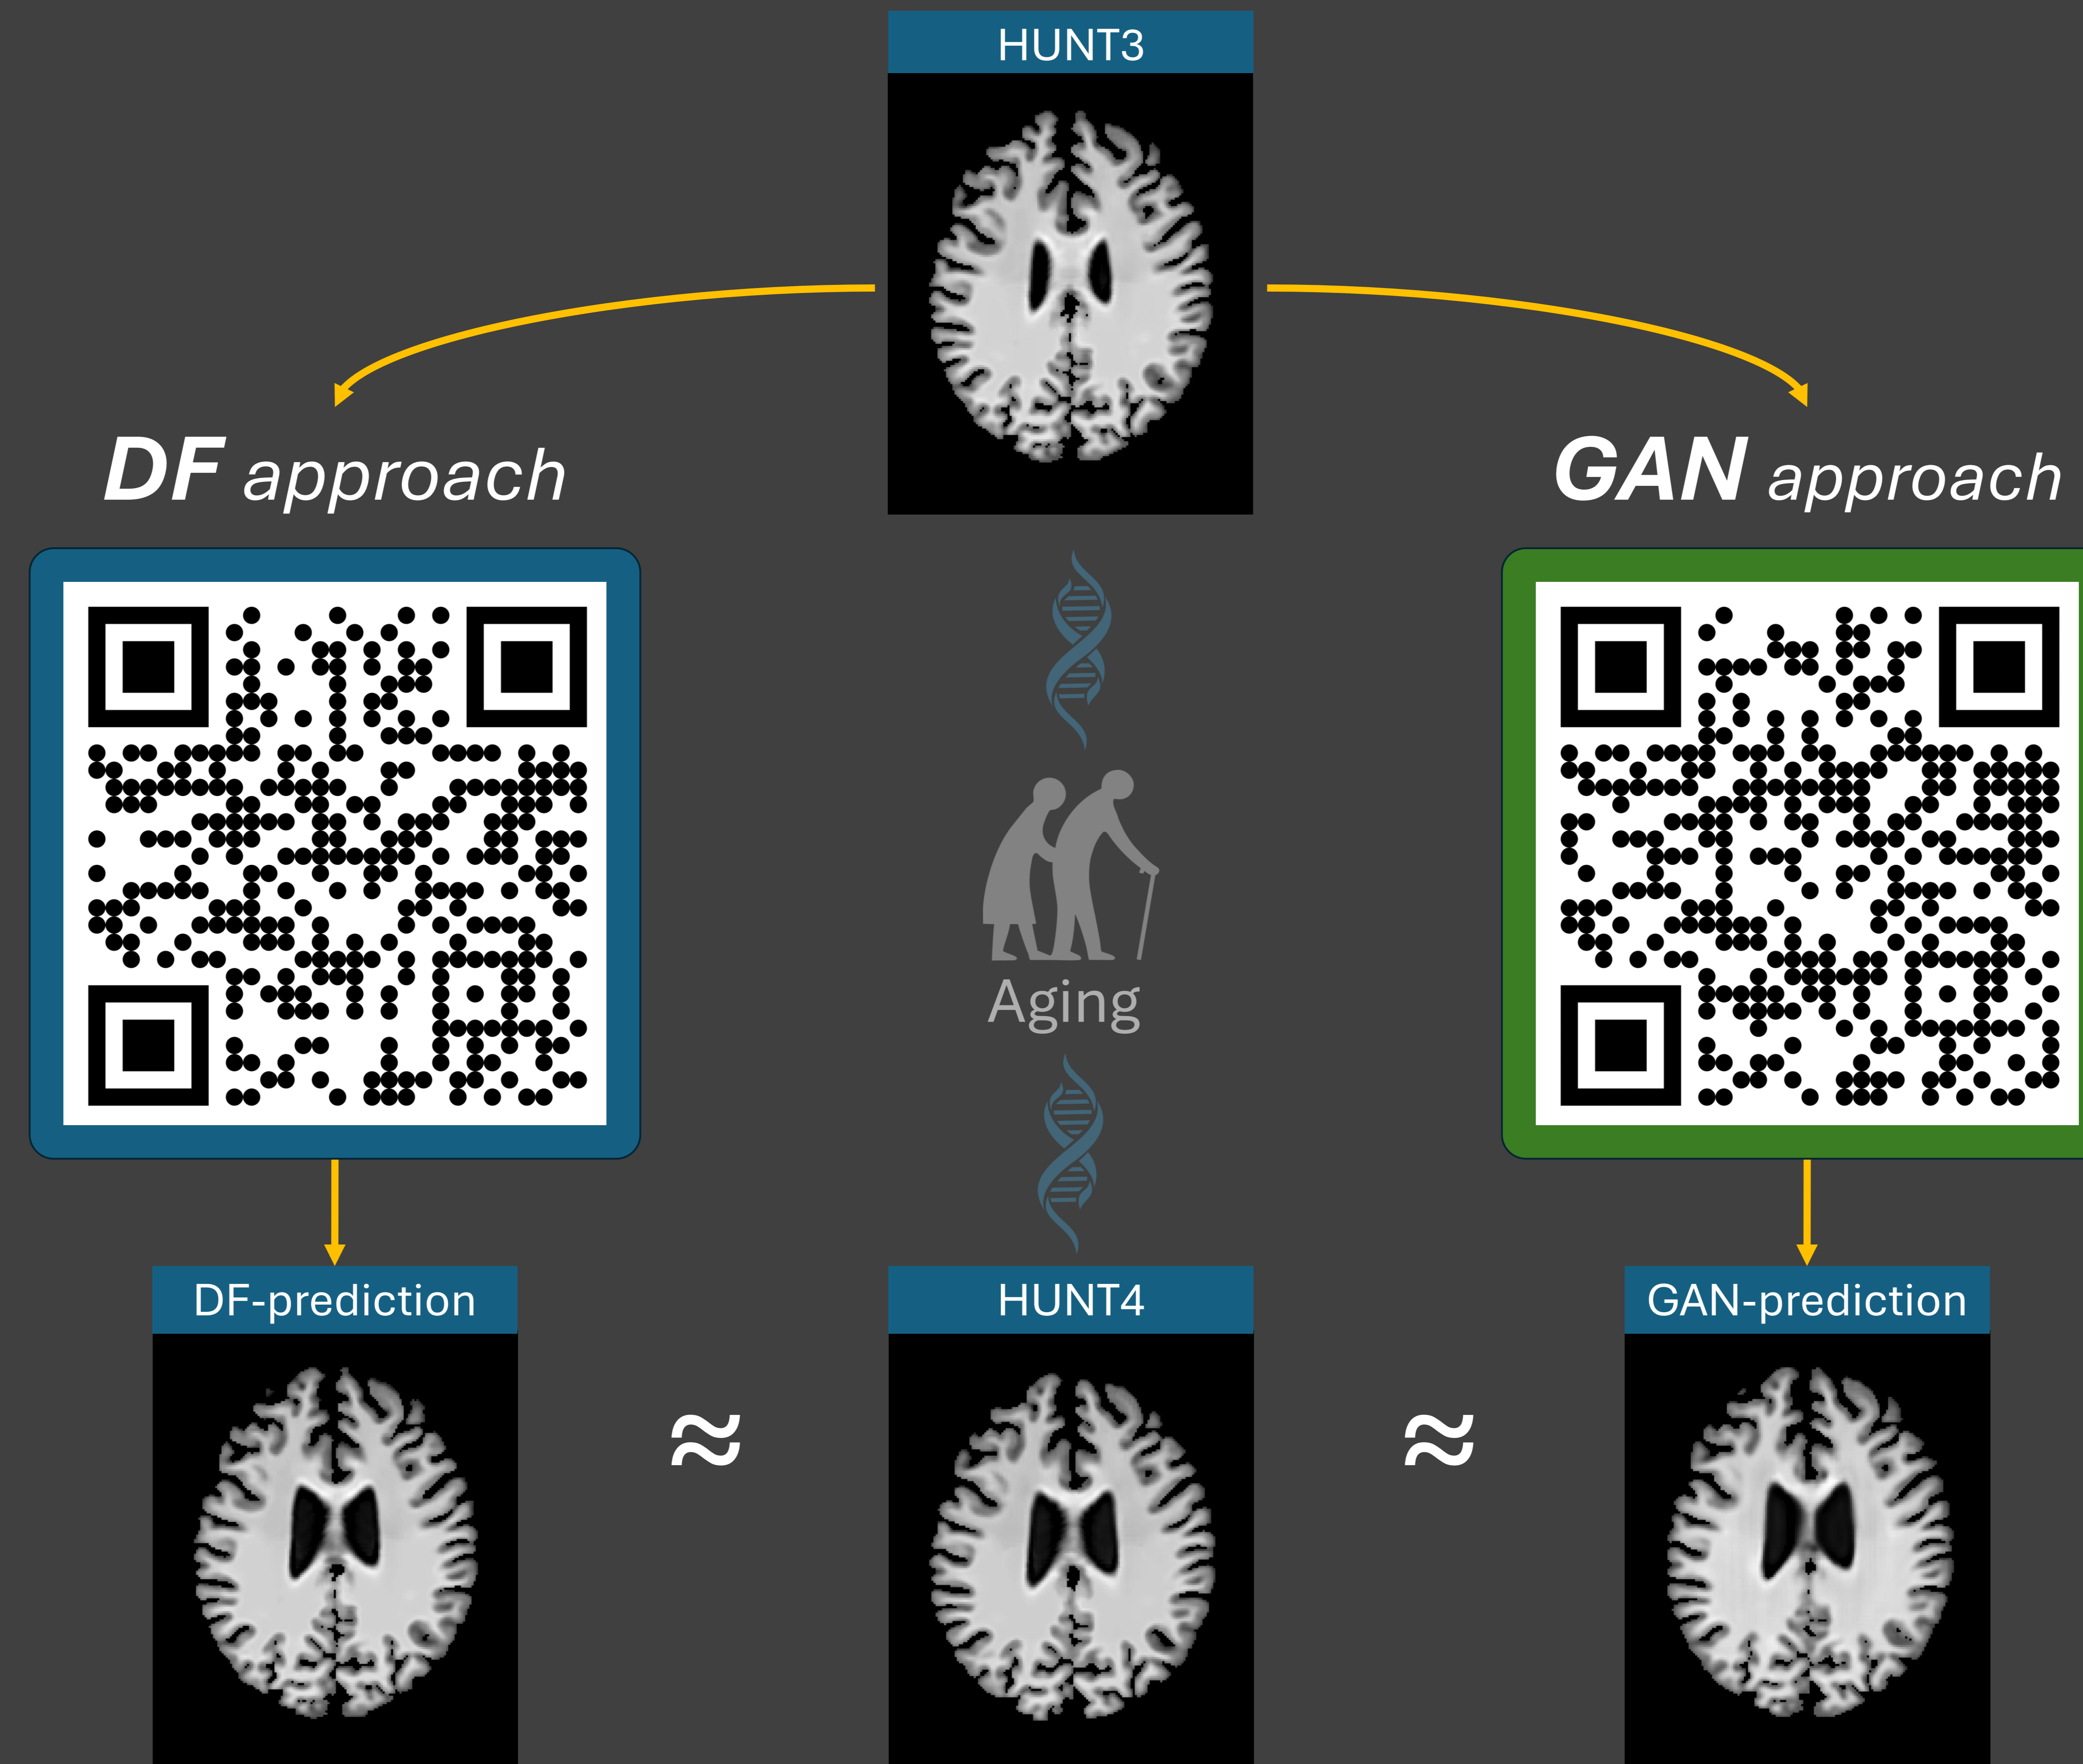 HUNT3
DF approach
GAN approach
Aging
DF-prediction
≈
HUNT4
≈
GAN-prediction